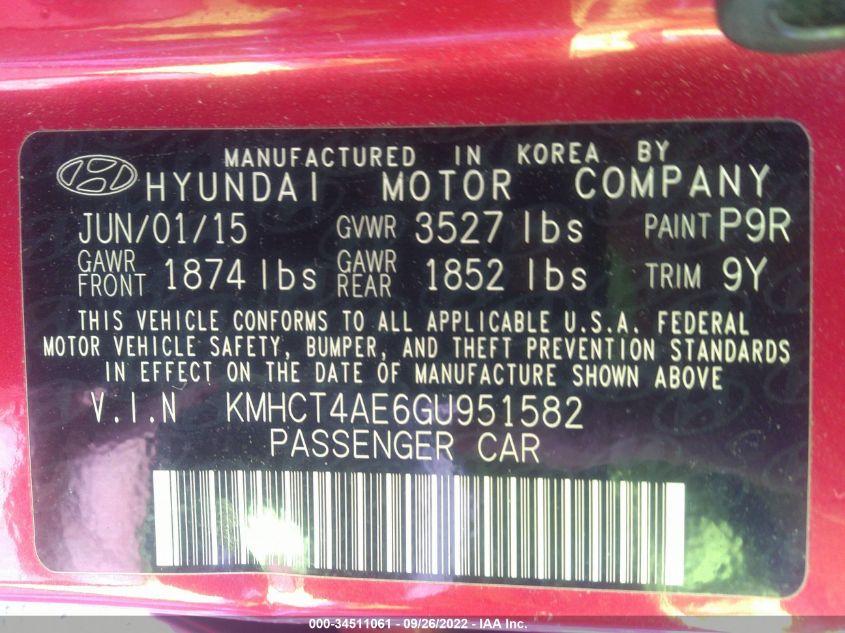 MANUFACTURED IN KOREA BY
HYUNDAI MOTOR COMPANY
JUN/01/15 GVWR 3527 lbs PAINT P9R
GAWR FRONT 1874 lbs GAWR REAR 1852 lbs TRIM 9Y
THIS VEHICLE CONFORMS TO ALL APPLICABLE U.S.A. FEDERAL
MOTOR VEHICLE SAFETY, BUMPER, AND THEFT PREVENTION STANDARDS
IN EFFECT ON THE DATE OF MANUFACTURE SHOWN ABOVE
V.I.N KMHCT4AE6GU951582
PASSENGER CAR
000-34511061 - 09/26/2022 - IAA Inc.